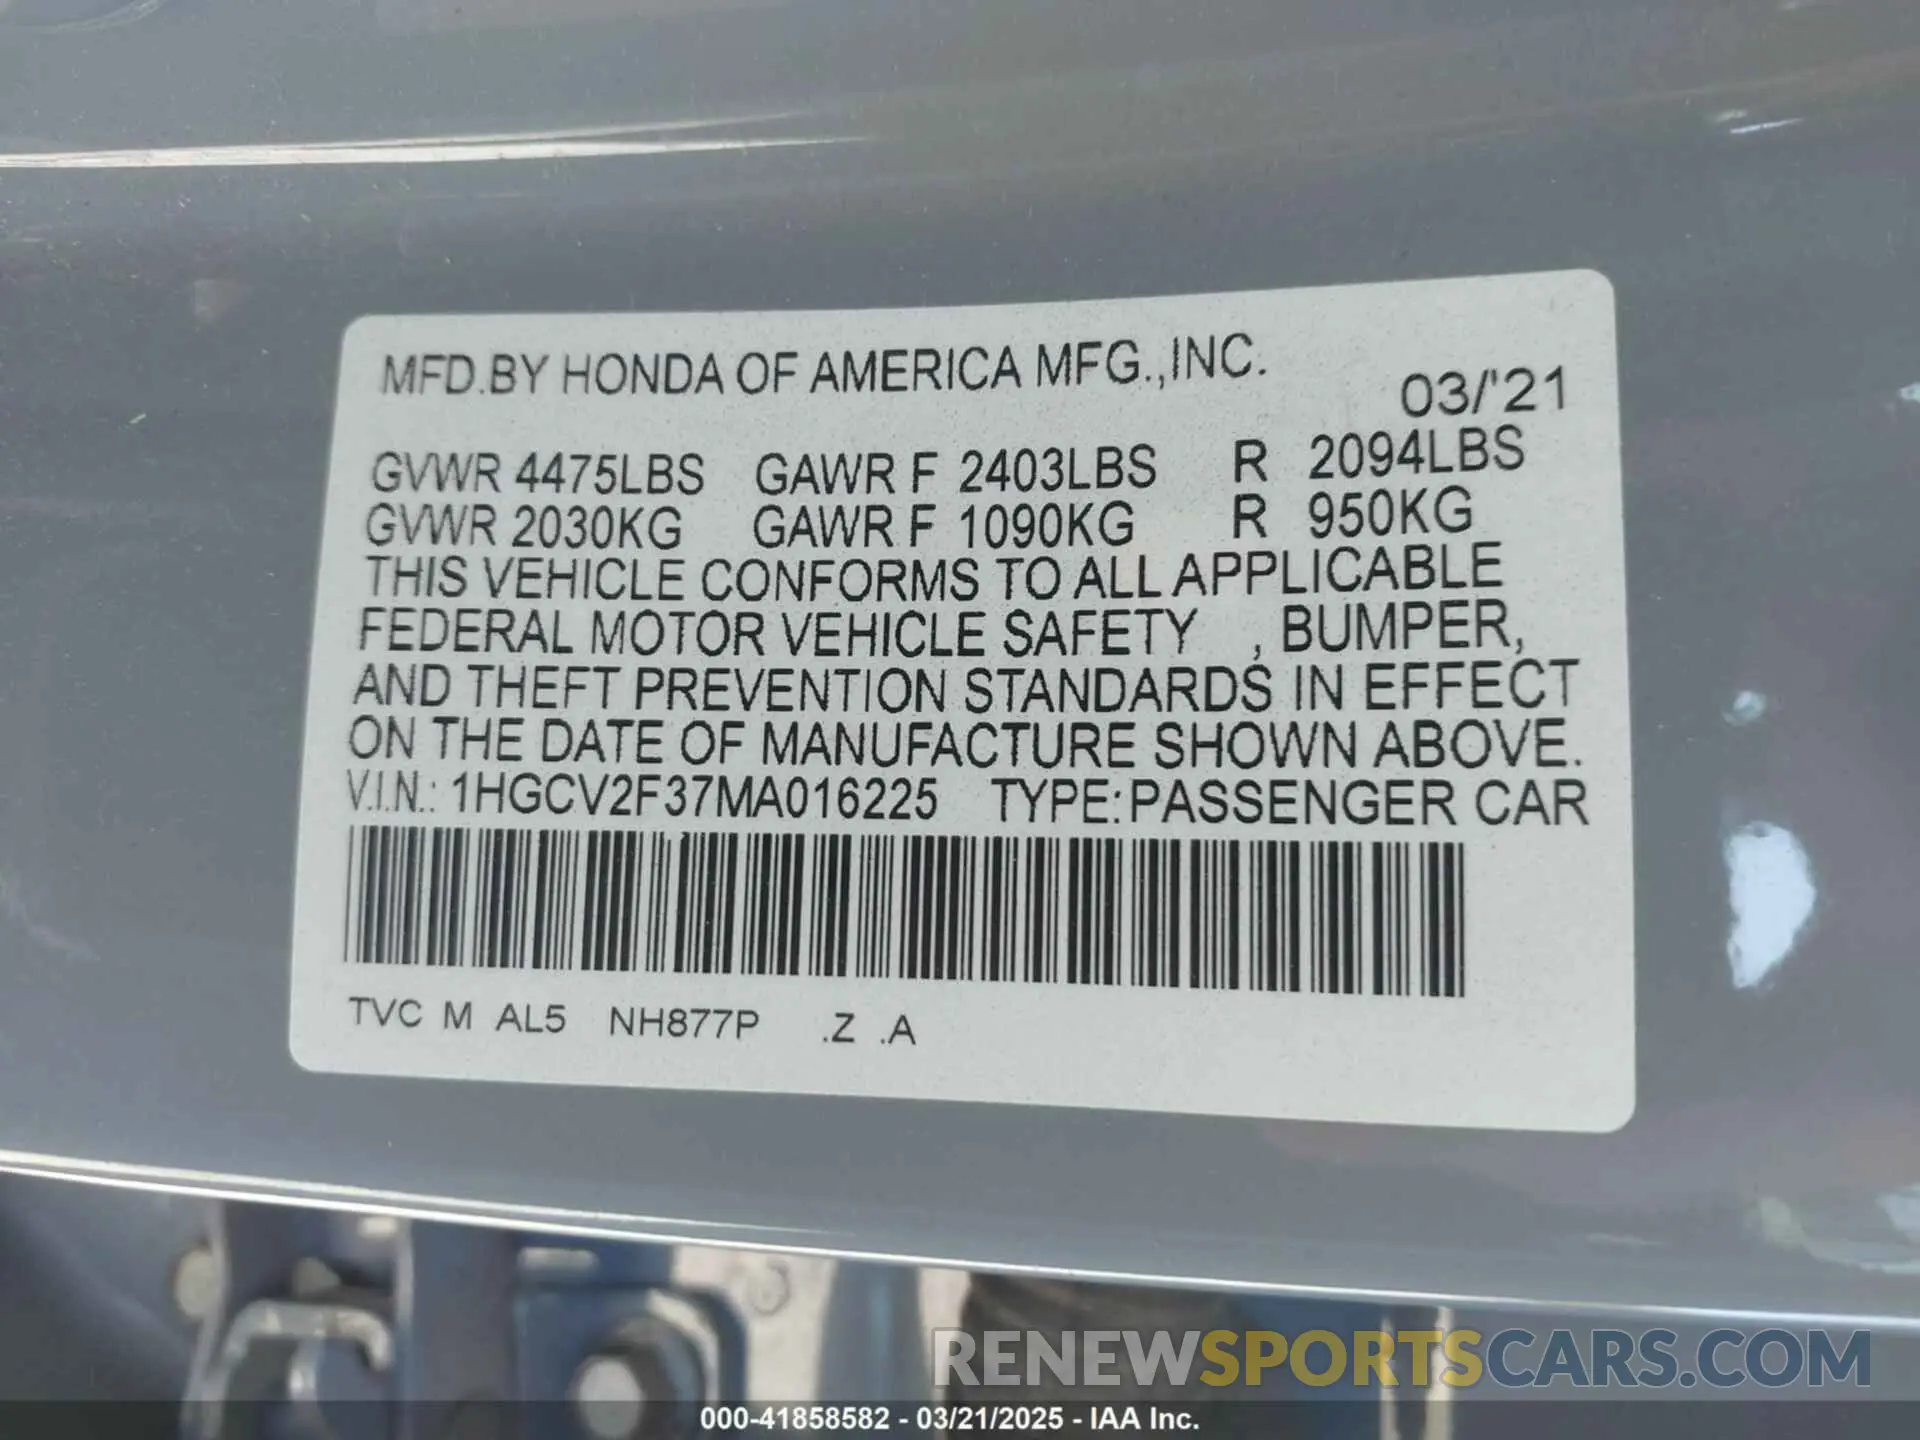 MFD.BY HONDA OF AMERICA MFG.,INC.
03/'21
GVWR 4475LBS GAWR F 2403LBS R 2094LBS
GVWR 2030KG GAWR F 1090KG R 950KG
THIS VEHICLE CONFORMS TO ALL APPLICABLE
FEDERAL MOTOR VEHICLE SAFETY , BUMPER,
AND THEFT PREVENTION STANDARDS IN EFFECT
ON THE DATE OF MANUFACTURE SHOWN ABOVE.
V.I.N.: 1HGCV2F37MA016225 TYPE:PASSENGER CAR
TVC M AL5 NH877P .Z .A
RENEWSPORTSCARS.COM
000-41858582 - 03/21/2025 - IAA Inc.